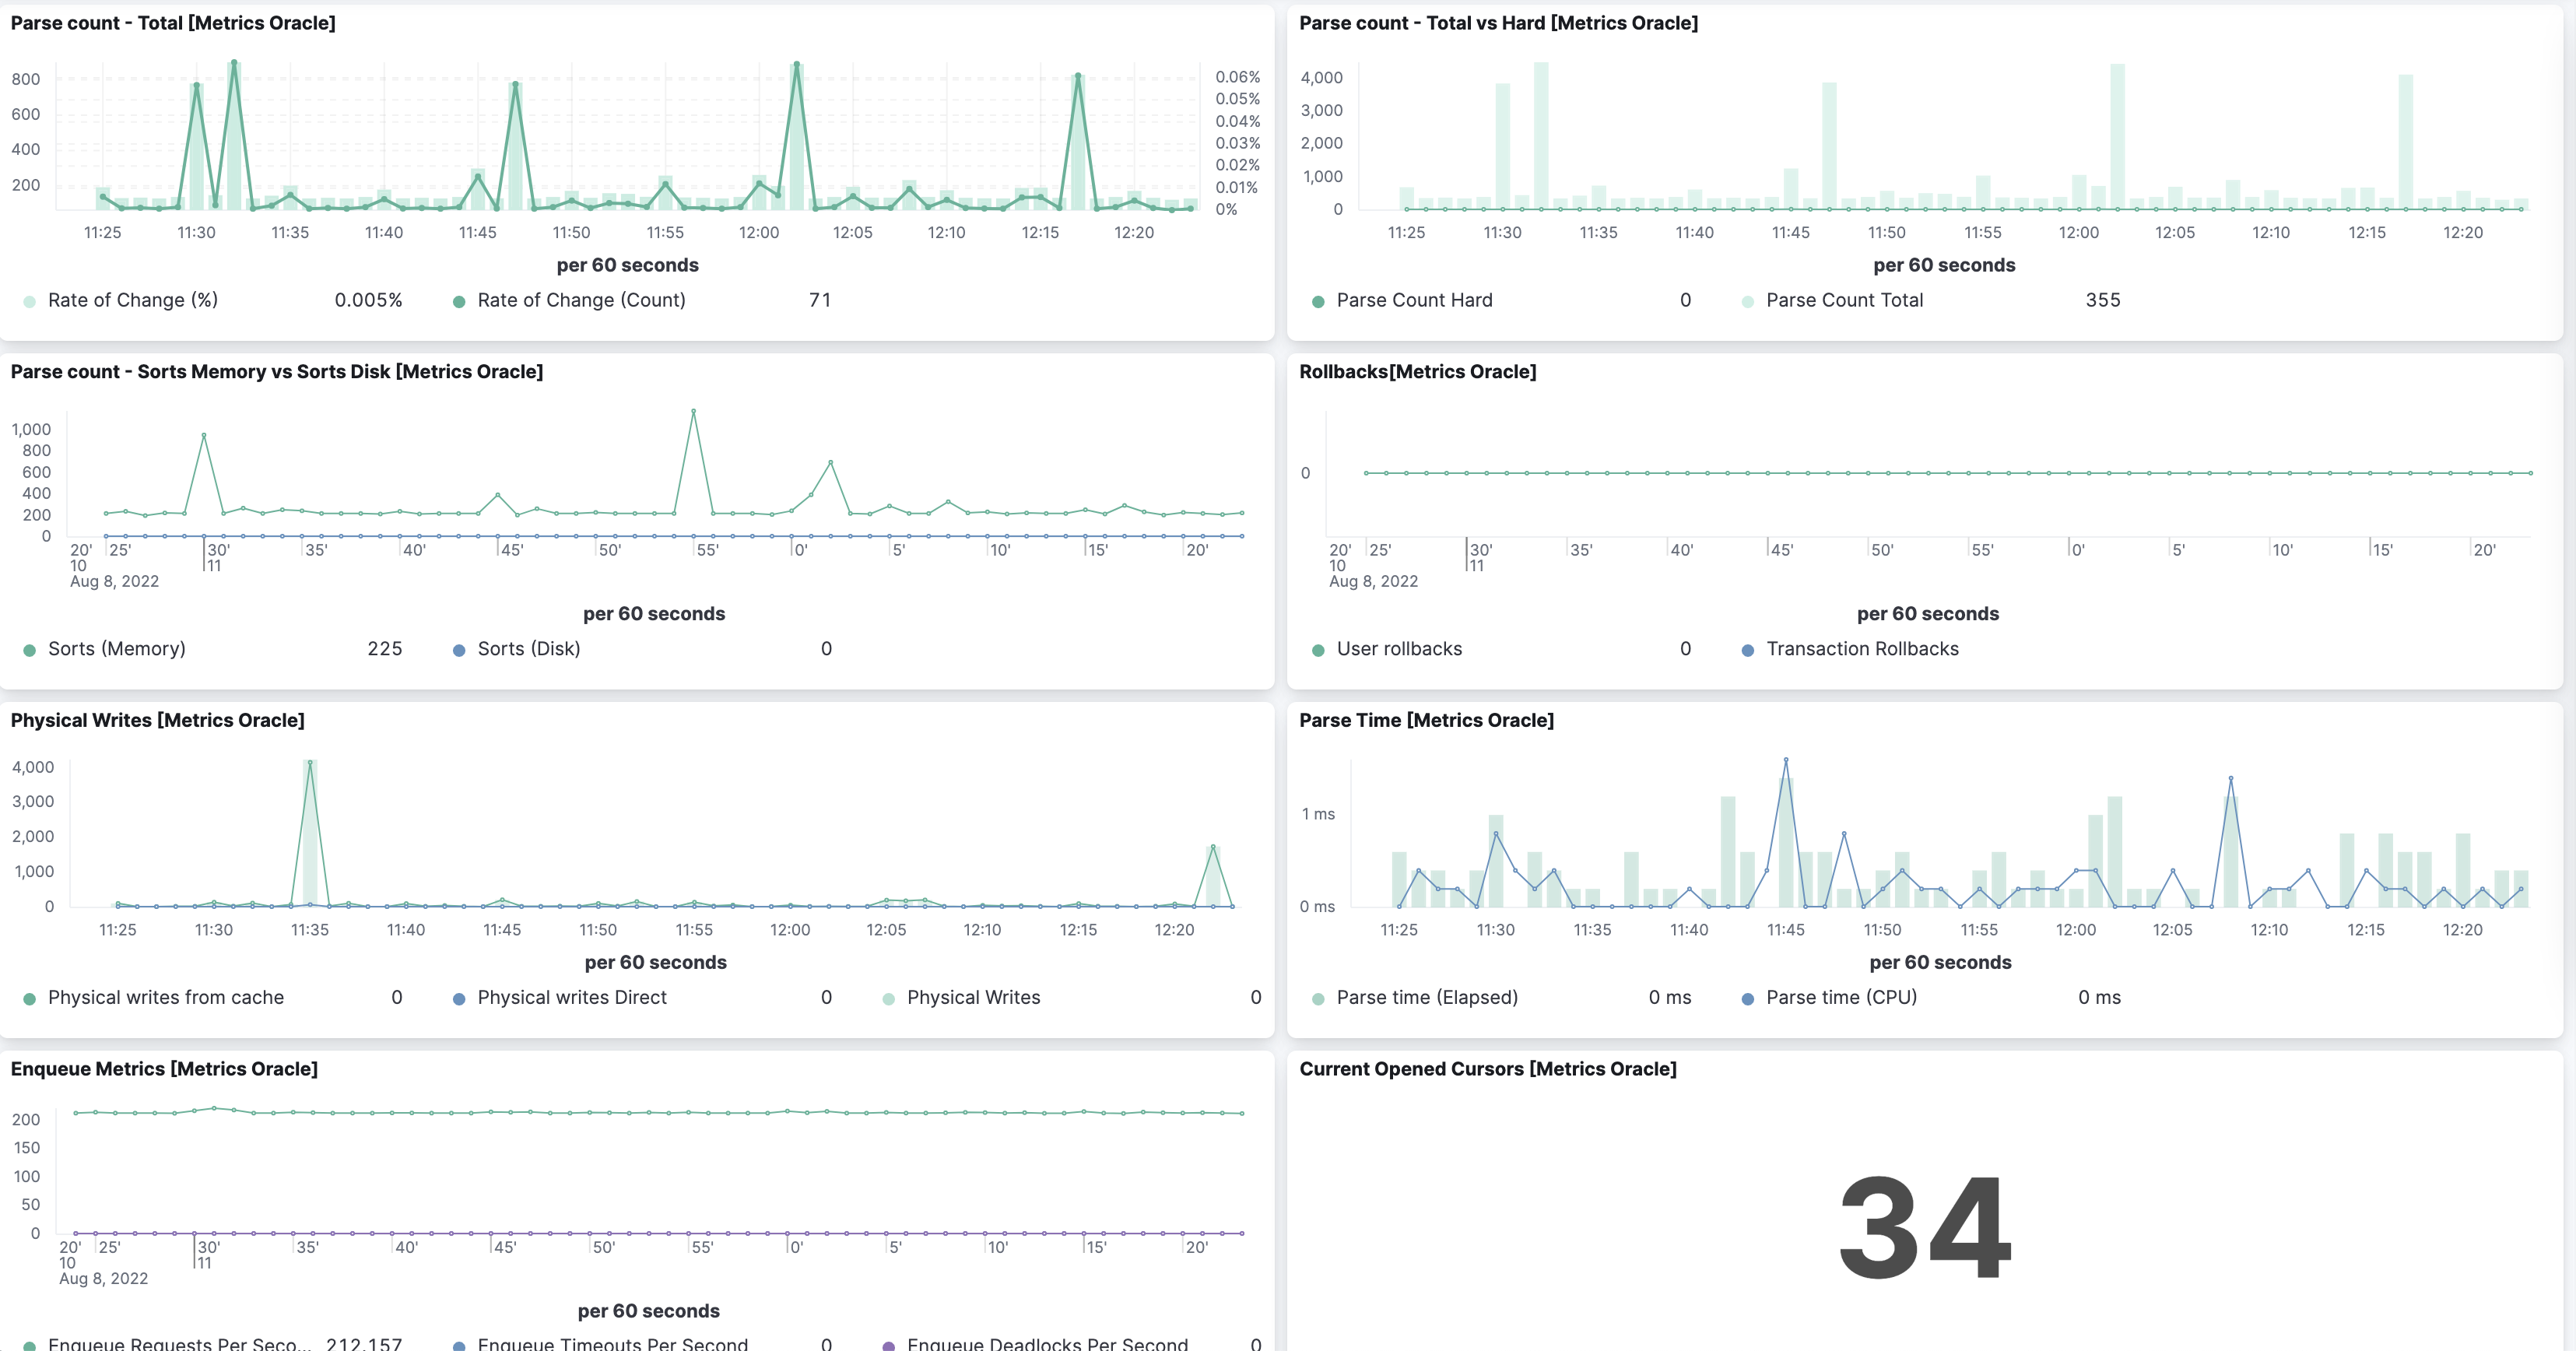 Parse count - Total [Metrics Oracle]
800
600
400
200
0.06%
0.05%
0.04%
0.03%
0.02%
0.01%
0%
11:25 11:30 11:35 11:40 11:45 11:50 11:55 12:00 12:05 12:10 12:15 12:20
per 60 seconds
Rate of Change (%) 0.005% Rate of Change (Count) 71
Parse count - Total vs Hard [Metrics Oracle]
4,000
3,000
2,000
1,000
0
11:25 11:30 11:35 11:40 11:45 11:50 11:55 12:00 12:05 12:10 12:15 12:20
per 60 seconds
Parse Count Hard 0 Parse Count Total 355
Parse count - Sorts Memory vs Sorts Disk [Metrics Oracle]
1,000
800
600
400
200
0
20' 25' 30' 35' 40' 45' 50' 55' 0' 5' 10' 15' 20'
10 11
Aug 8, 2022
per 60 seconds
Sorts (Memory) 225 Sorts (Disk) 0
Rollbacks[Metrics Oracle]
0
20' 25' 30' 35' 40' 45' 50' 55' 0' 5' 10' 15' 20'
10 11
Aug 8, 2022
per 60 seconds
User rollbacks 0 Transaction Rollbacks
Physical Writes [Metrics Oracle]
4,000
3,000
2,000
1,000
0
11:25 11:30 11:35 11:40 11:45 11:50 11:55 12:00 12:05 12:10 12:15 12:20
per 60 seconds
Physical writes from cache 0 Physical writes Direct 0 Physical Writes 0
Parse Time [Metrics Oracle]
1 ms
0 ms
11:25 11:30 11:35 11:40 11:45 11:50 11:55 12:00 12:05 12:10 12:15 12:20
per 60 seconds
Parse time (Elapsed) 0 ms Parse time (CPU) 0 ms
Enqueue Metrics [Metrics Oracle]
200
150
100
50
0
20' 25' 30' 35' 40' 45' 50' 55' 0' 5' 10' 15' 20'
10 11
Aug 8, 2022
per 60 seconds
Enqueue Requests Per Seco... 212.157 Enqueue Timeouts Per Second 0 Enqueue Deadlocks Per Second 0
Current Opened Cursors [Metrics Oracle]
34